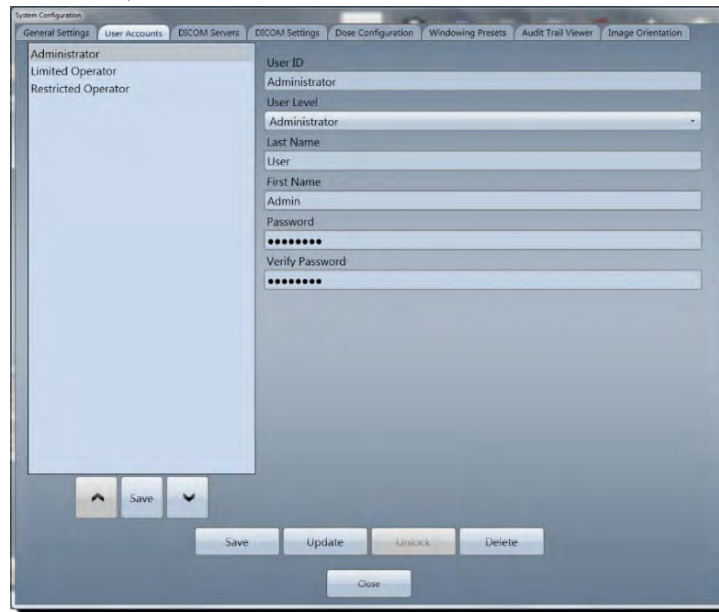 System Configuration
General Settings User Accounts DICOM Servers DICOM Settings Dose Configuration Windowing Presets Audit Trail Viewer Image Orientation
Administrator
Limited Operator
Restricted Operator
User ID
Administrator
User Level
Administrator
Last Name
User
First Name
Admin
Password
••••••••
Verify Password
••••••••
Save
Save Update Unlock Delete
Close